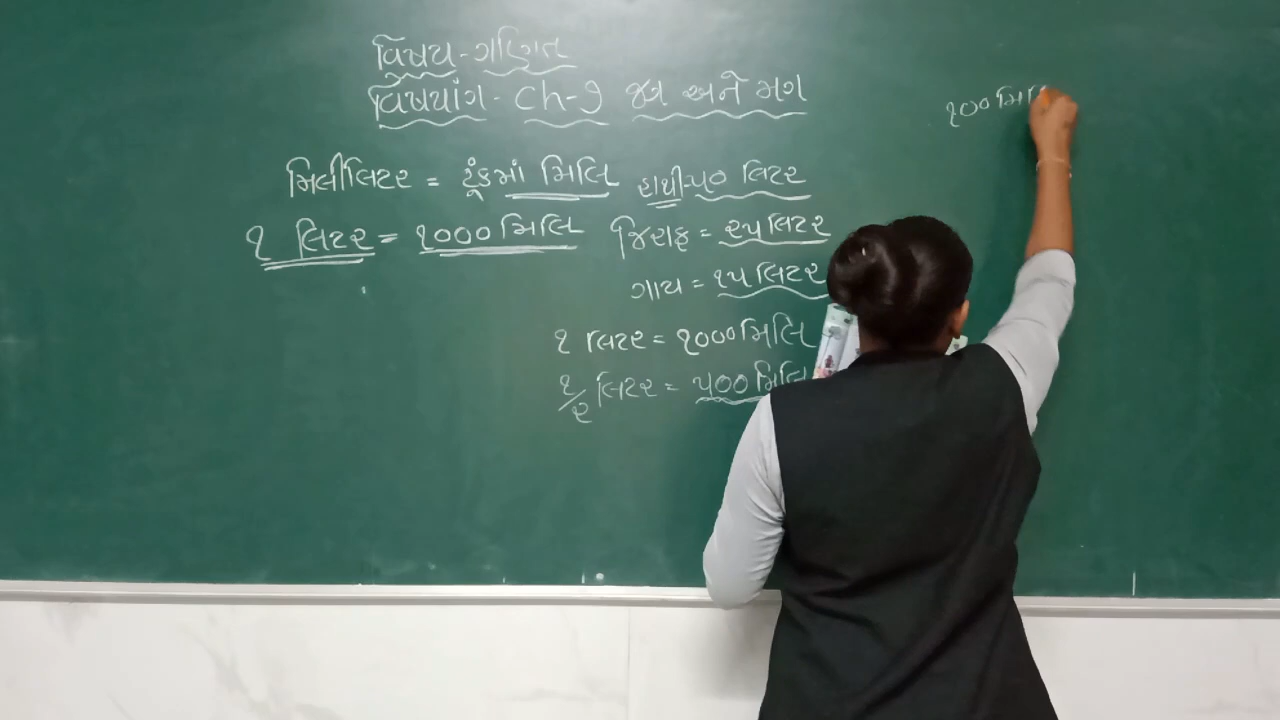 વિષય - ગણિત
વિષયાંગ - Ch - ૭ જગ અને મગ
મિલીલિટર = ટૂંકમાં મિલિ
૧ લિટર = ૧૦૦૦ મિલિ
હાથી - ૫૦ લિટર
જિરાફ = ૨૫ લિટર
ગાય = ૧૫ લિટર
૧ લિટર = ૧૦૦૦ મિલિ
૧/૨ લિટર = ૫૦૦ મિલિ
૧૦૦ મિલિ